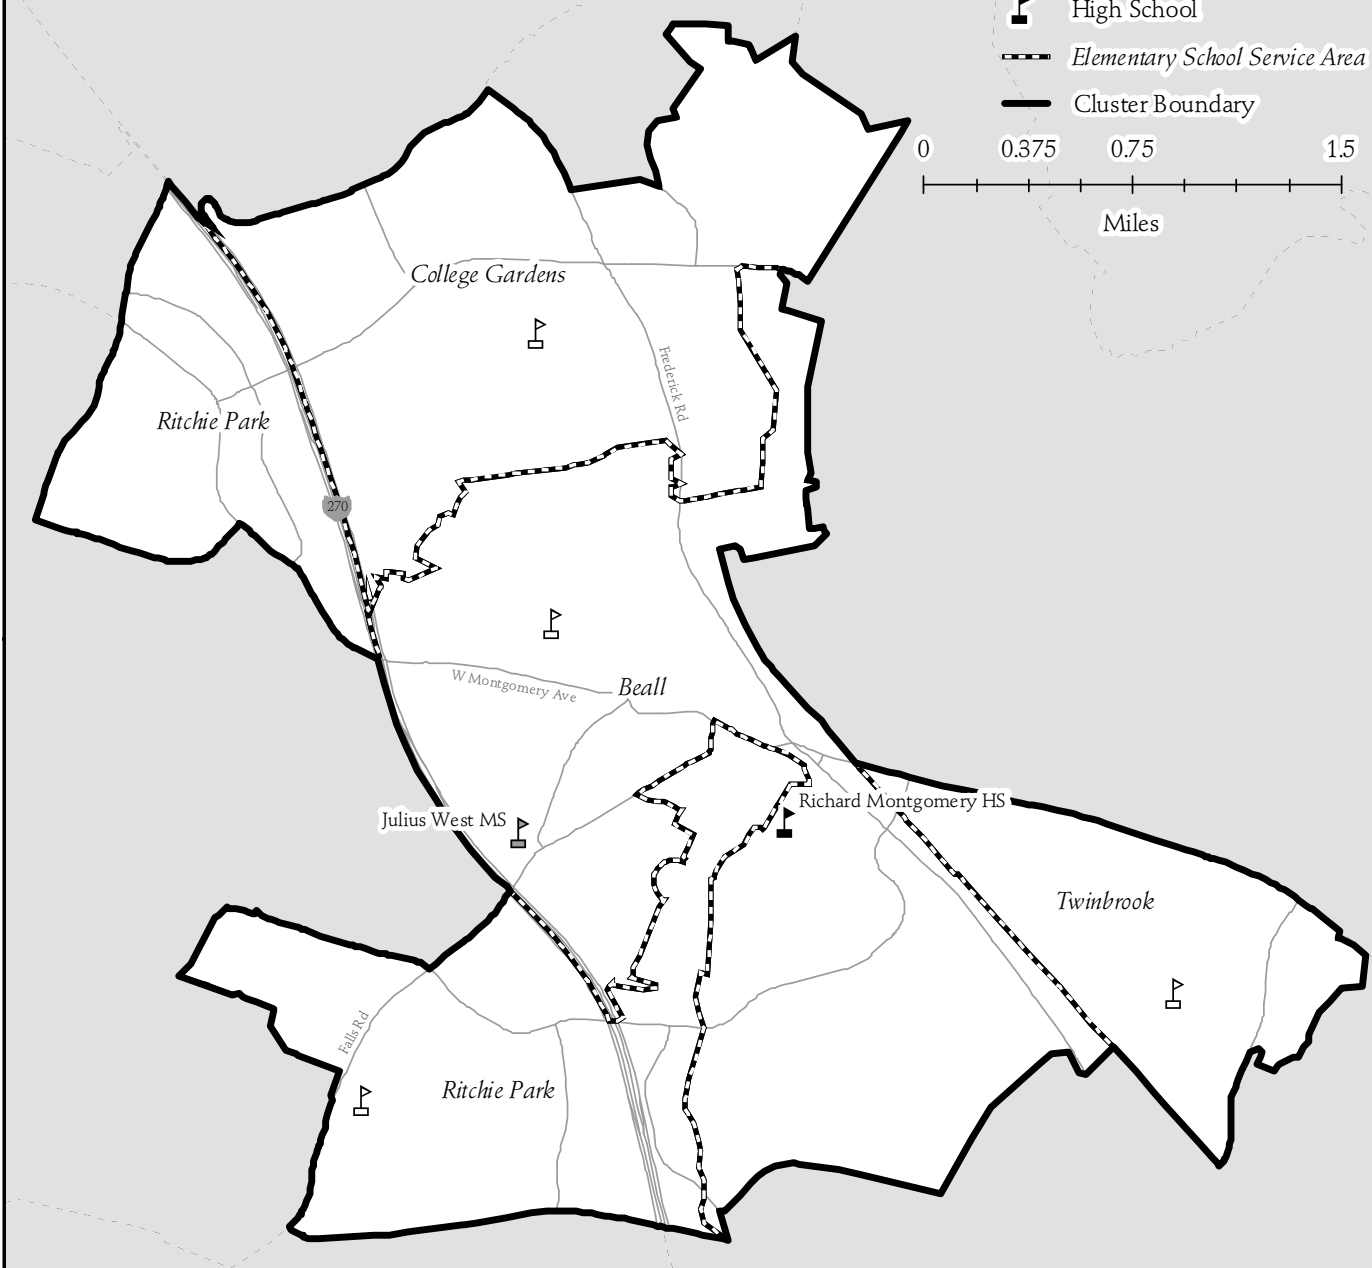 High School
Elementary School Service Area
Cluster Boundary
0 0.375 0.75 1.5
Miles
College Gardens
Frederick Rd
Ritchie Park
270
W Montgomery Ave
Beall
Richard Montgomery HS
Julius West MS
Twinbrook
Falls Rd
Ritchie Park